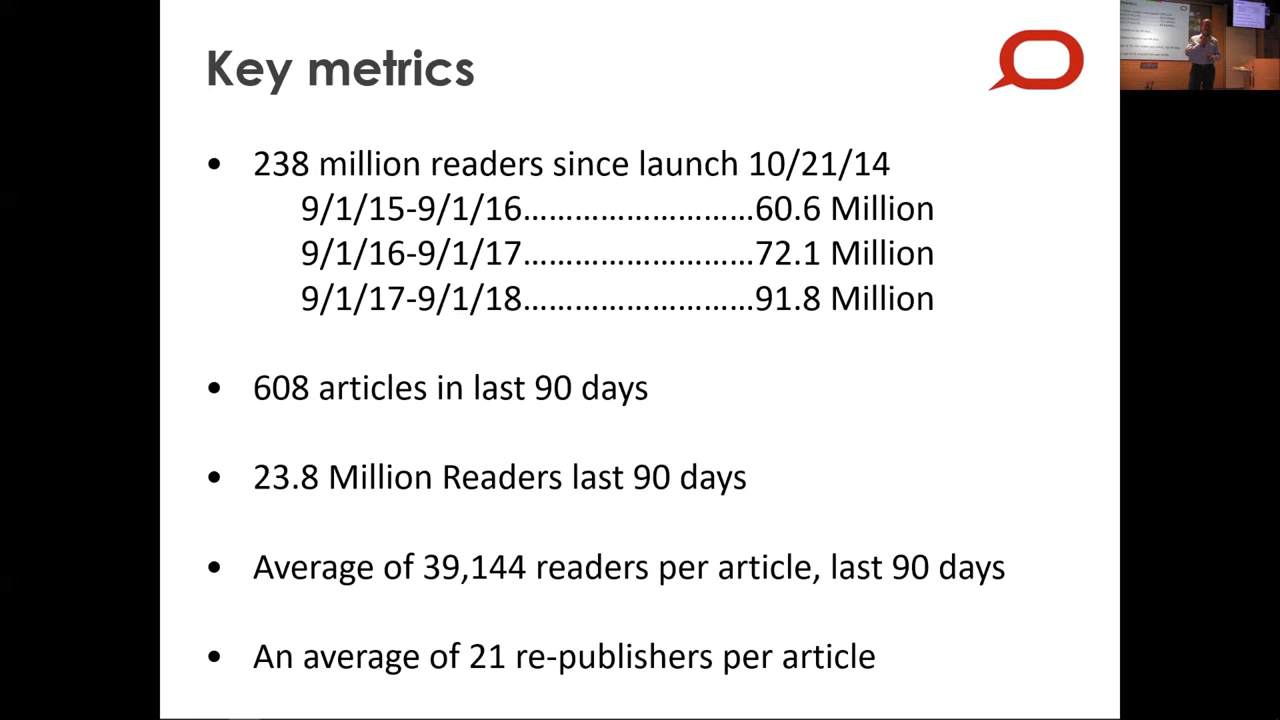 Key metrics
• 238 million readers since launch 10/21/14
9/1/15-9/1/16………………………60.6 Million
9/1/16-9/1/17………………………72.1 Million
9/1/17-9/1/18………………………91.8 Million
• 608 articles in last 90 days
• 23.8 Million Readers last 90 days
• Average of 39,144 readers per article, last 90 days
• An average of 21 re-publishers per article